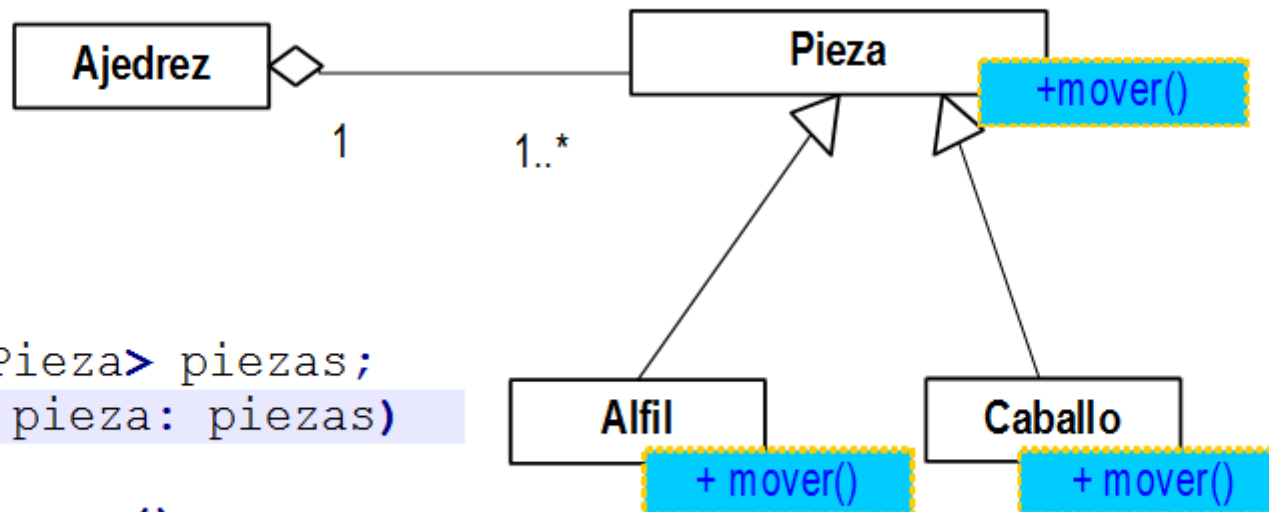 Ajedrez
Pieza
+mover()
1
1..*
Pieza> piezas;
pieza: piezas)
Alfil
Caballo
+ mover()
+ mover()
()